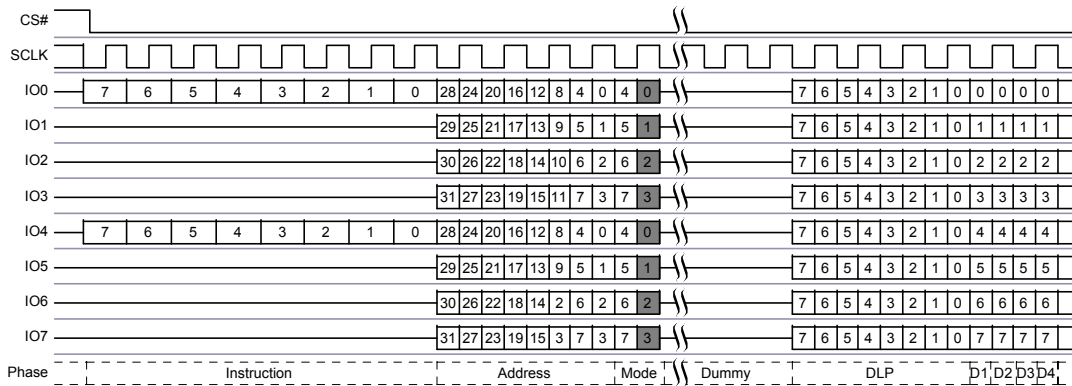 CS#
SCLK
IO0 7 6 5 4 3 2 1 0 28 24 20 16 12 8 4 0 4 0 7 6 5 4 3 2 1 0 0 0 0 0
IO1 29 25 21 17 13 9 5 1 5 1 7 6 5 4 3 2 1 0 1 1 1 1
IO2 30 26 22 18 14 10 6 2 6 2 7 6 5 4 3 2 1 0 2 2 2 2
IO3 31 27 23 19 15 11 7 3 7 3 7 6 5 4 3 2 1 0 3 3 3 3
IO4 7 6 5 4 3 2 1 0 28 24 20 16 12 8 4 0 4 0 7 6 5 4 3 2 1 0 4 4 4 4
IO5 29 25 21 17 13 9 5 1 5 1 7 6 5 4 3 2 1 0 5 5 5 5
IO6 30 26 22 18 14 2 6 2 6 2 7 6 5 4 3 2 1 0 6 6 6 6
IO7 31 27 23 19 15 3 7 3 7 3 7 6 5 4 3 2 1 0 7 7 7 7
Phase Instruction Address Mode Dummy DLP D1 D2 D3 D4